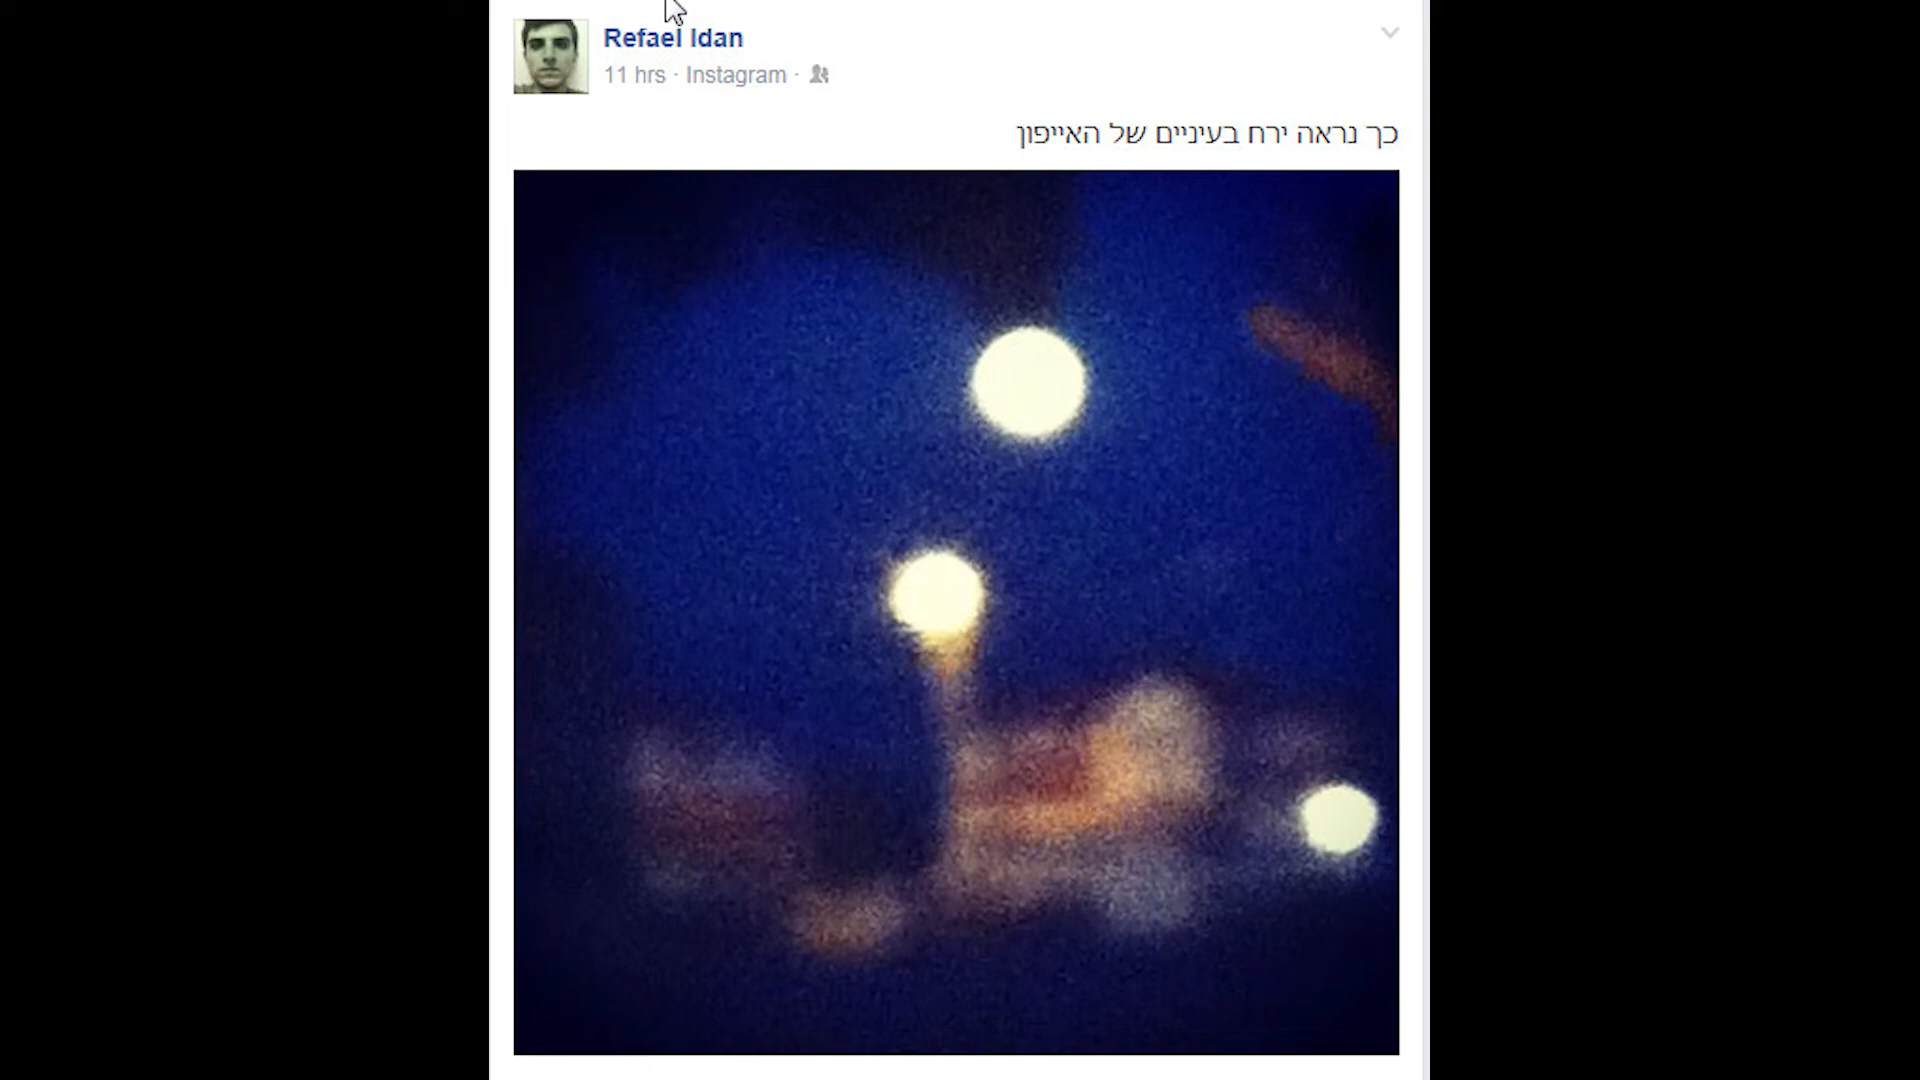 Refael Idan
11 hrs · Instagram ·
כך נראה ירח בעיניים של האייפון